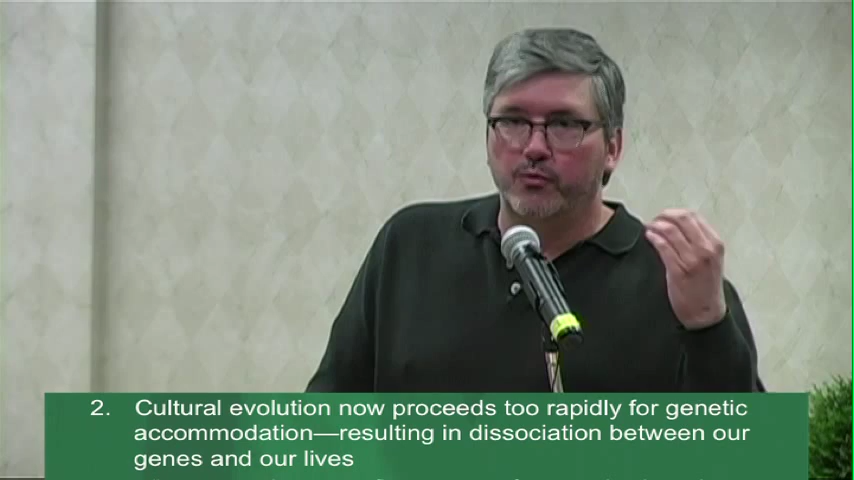 2. Cultural evolution now proceeds too rapidly for genetic
accommodation—resulting in dissociation between our
genes and our lives